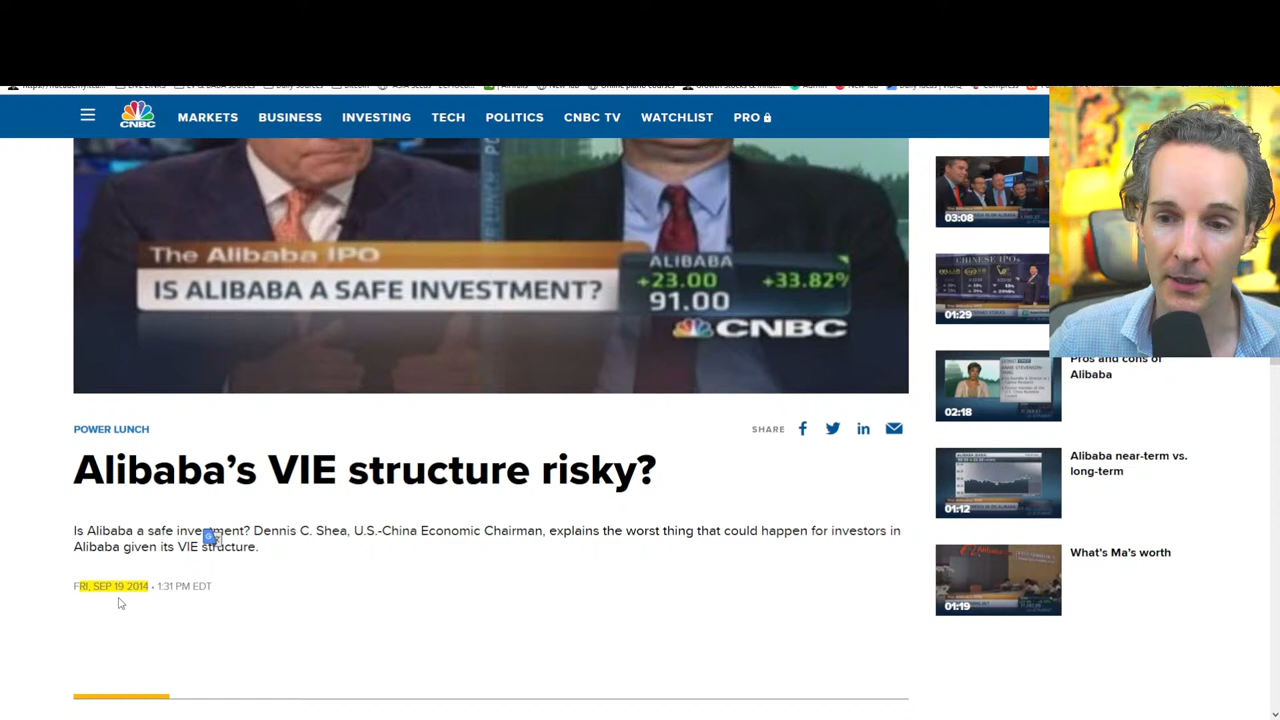 CNBC
MARKETS
BUSINESS
INVESTING
TECH
POLITICS
CNBC TV
WATCHLIST
PRO
The Alibaba IPO
IS ALIBABA A SAFE INVESTMENT?
ALIBABA
+23.00 +33.82%
91.00
CNBC
POWER LUNCH
SHARE
Alibaba's VIE structure risky?
Is Alibaba a safe investment? Dennis C. Shea, U.S.-China Economic Chairman, explains the worst thing that could happen for investors in
Alibaba given its VIE structure.
FRI, SEP 19 2014 • 1:31 PM EDT
03:08
CHINESE IPOs
01:29
Pros and cons of
Alibaba
02:18
Alibaba near-term vs.
long-term
01:12
What's Ma's worth
01:19